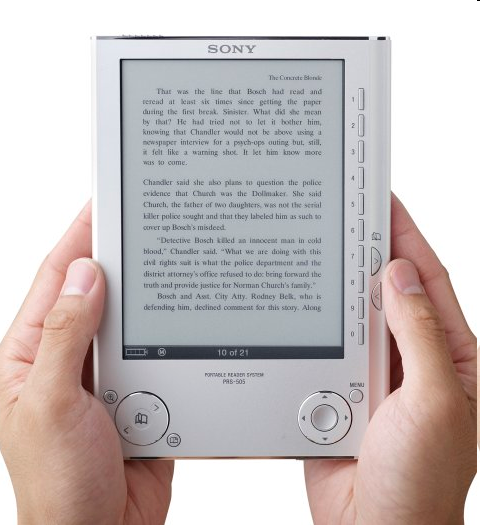 SONY
The Concrete Blonde
That was the line that Bosch had read and
reread at least six times since getting the paper
during the first break. Sinister. What did she mean
by that? He had tried not to let it bother him,
knowing that Chandler would not be above using a
newspaper interview for a psych-ops outing but, still,
it felt like a warning shot. It let him know more
was to come.
Chandler said she also plans to question the police
evidence that Church was the Dollmaker. She said
Church, the father of two daughters, was not the serial
killer police sought and that they labeled him as such to
cover up Bosch's misdeed.
"Detective Bosch killed an innocent man in cold
blood," Chandler said. "What we are doing with this
civil rights suit is what the police department and the
district attorney's office refused to do: bring forward the
truth and provide justice for Norman Church's family."
Bosch and Asst. City Atty. Rodney Belk, who is
defending him, declined comment for this story. Along
1
2
3
4
5
6
7
8
9
0
M
10 of 21
PORTABLE READER SYSTEM
PRS-505
MENU